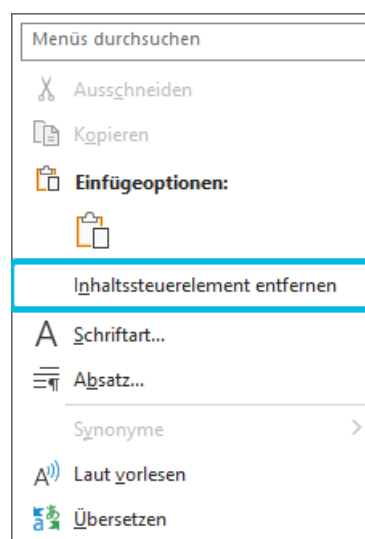 Menüs durchsuchen
Ausschneiden
Kopieren
Einfügeoptionen:
Inhaltssteuerelement entfernen
Schriftart...
Absatz...
Synonyme
Laut vorlesen
Übersetzen